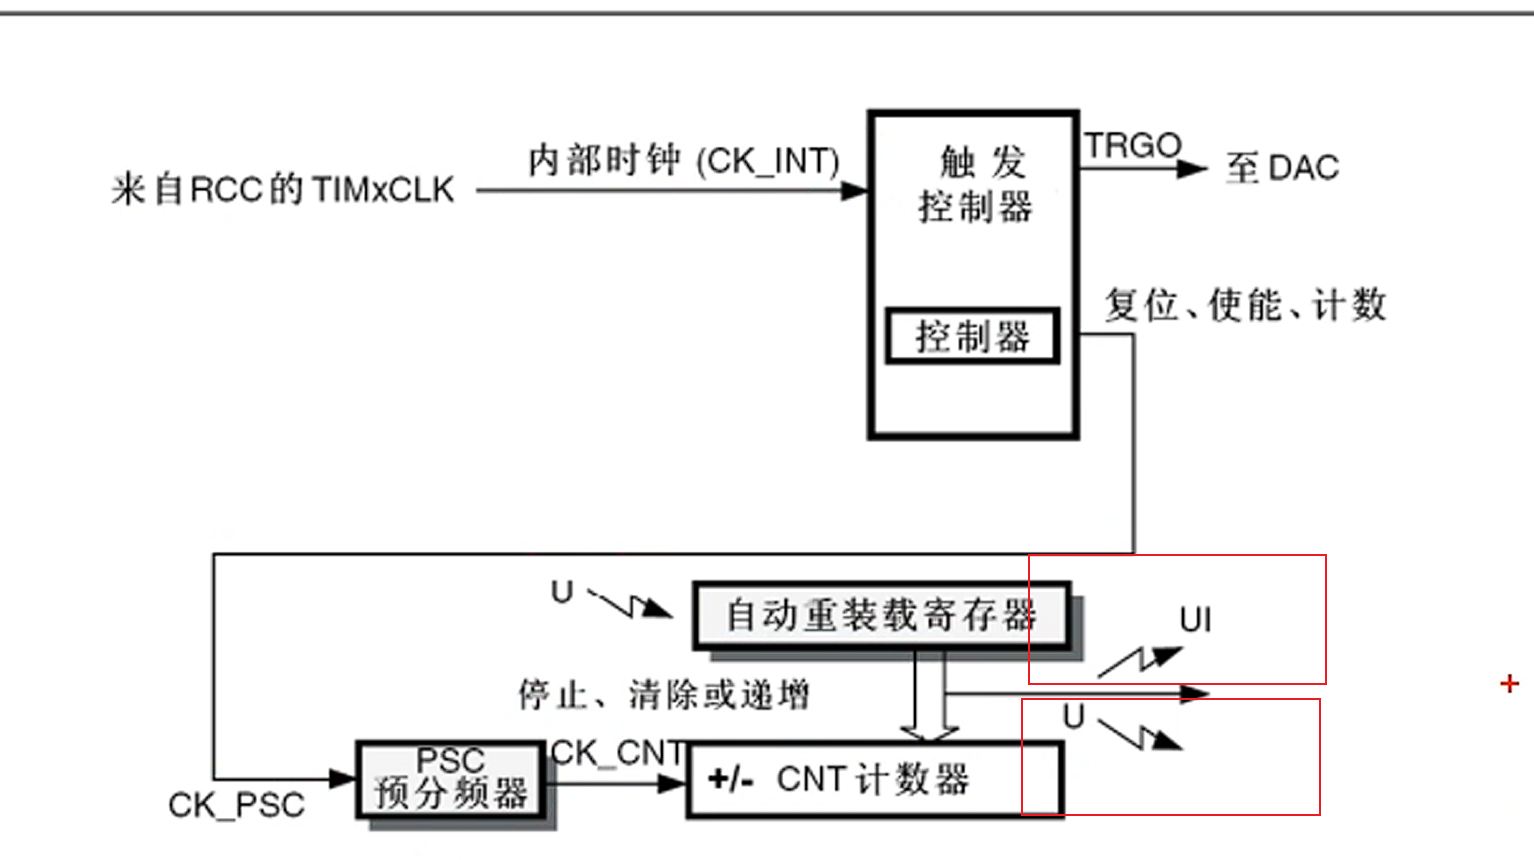 内部时钟 (CK_INT)
来自RCC的TIMxCLK
触发
控制器
TRGO
至DAC
复位、使能、计数
控制器
U
自动重装载寄存器
UI
停止、清除或递增
U
CK_PSC
PSC
预分频器
CK_CNT
+/- CNT计数器